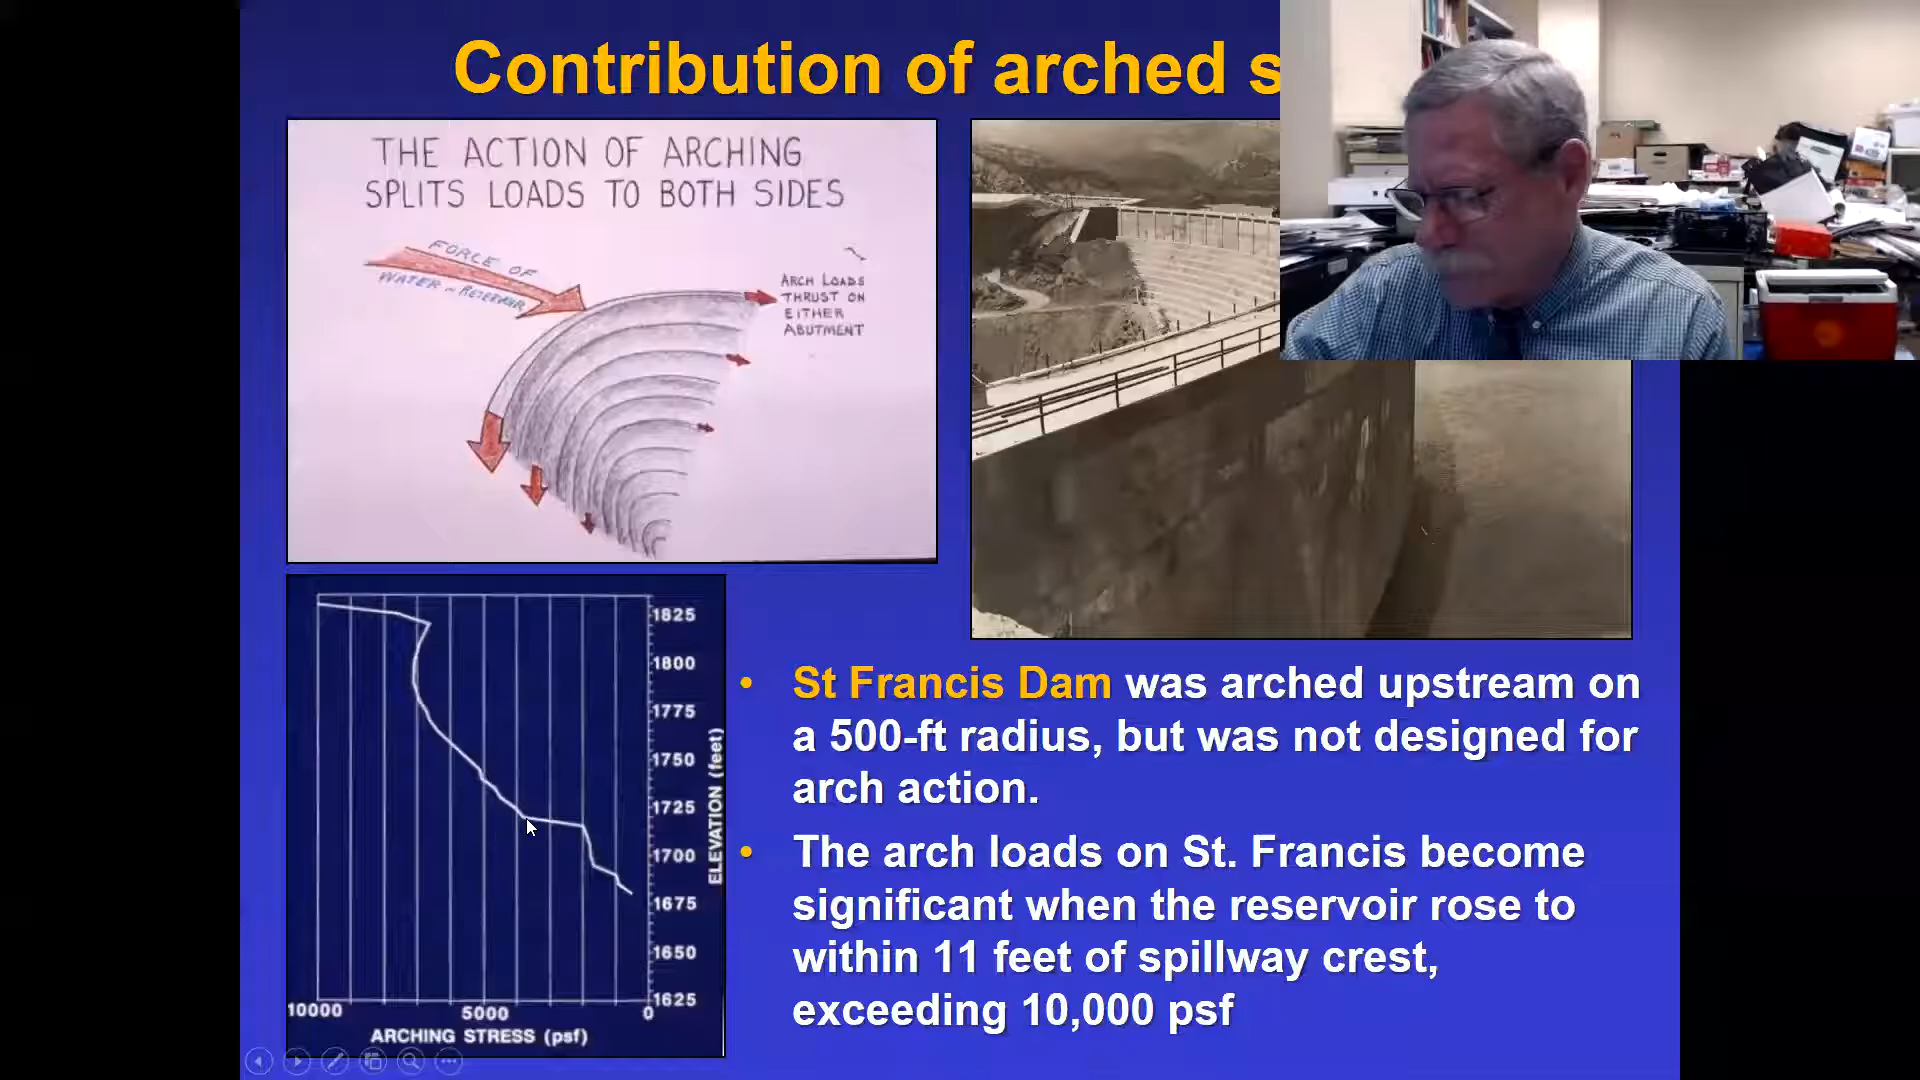 Contribution of arched s
THE ACTION OF ARCHING
SPLITS LOADS TO BOTH SIDES
FORCE OF
WATER IN RESERVOIR
ARCH LOADS
THRUST ON
EITHER
ABUTMENT
1825
1800
1775
1750
1725
1700
1675
1650
1625
ELEVATION (feet)
10000 5000 0
ARCHING STRESS (psf)
• St Francis Dam was arched upstream on
a 500-ft radius, but was not designed for
arch action.
• The arch loads on St. Francis become
significant when the reservoir rose to
within 11 feet of spillway crest,
exceeding 10,000 psf